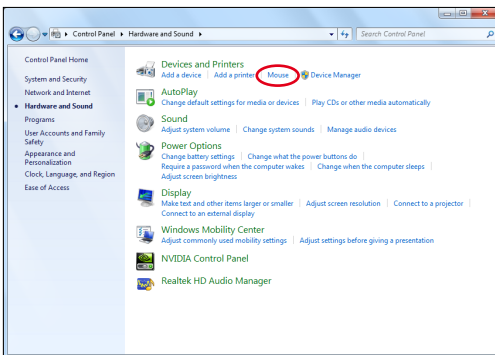 Control Panel Hardware and Sound Search Control Panel
Control Panel Home
System and Security
Network and Internet
Hardware and Sound
Programs
User Accounts and Family
Safety
Appearance and
Personalization
Clock, Language, and Region
Ease of Access
Devices and Printers
Add a device Add a printer Mouse Device Manager
AutoPlay
Change default settings for media or devices Play CDs or other media automatically
Sound
Adjust system volume Change system sounds Manage audio devices
Power Options
Change battery settings Change what the power buttons do
Require a password when the computer wakes Change when the computer sleeps
Adjust screen brightness
Display
Make text and other items larger or smaller Adjust screen resolution Connect to a projector
Connect to an external display
Windows Mobility Center
Adjust commonly used mobility settings Adjust settings before giving a presentation
NVIDIA Control Panel
Realtek HD Audio Manager